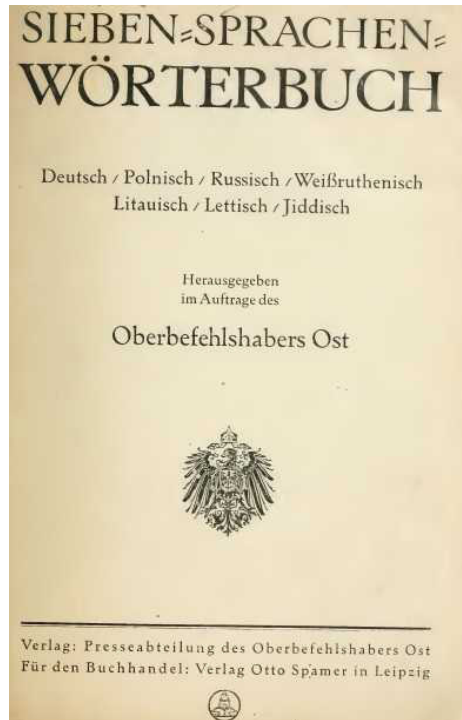 SIEBEN=SPRACHEN=
WÖRTERBUCH
Deutsch / Polnisch / Russisch / Weißruthenisch
Litauisch / Lettisch / Jiddisch
Herausgegeben
im Auftrage des
Oberbefehlshabers Ost
Verlag: Presseabteilung des Oberbefehlshabers Ost
Für den Buchhandel: Verlag Otto Spamer in Leipzig